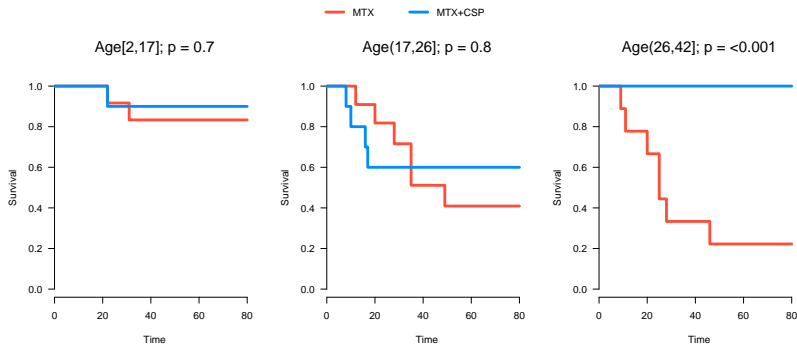 MTX MTX+CSP
Age[2,17]; p = 0.7
Survival
1.0
0.8
0.6
0.4
0.2
0.0
0 20 40 60 80
Time
Age(17,26]; p = 0.8
Survival
1.0
0.8
0.6
0.4
0.2
0.0
0 20 40 60 80
Time
Age(26,42]; p = <0.001
Survival
1.0
0.8
0.6
0.4
0.2
0.0
0 20 40 60 80
Time